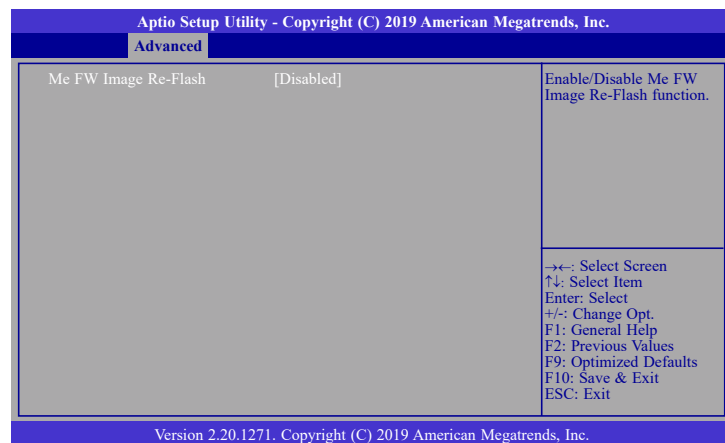 Aptio Setup Utility - Copyright (C) 2019 American Megatrends, Inc.
Advanced
Me FW Image Re-Flash [Disabled]
Enable/Disable Me FW
Image Re-Flash function.
→←: Select Screen
↑↓: Select Item
Enter: Select
+/-: Change Opt.
F1: General Help
F2: Previous Values
F9: Optimized Defaults
F10: Save & Exit
ESC: Exit
Version 2.20.1271. Copyright (C) 2019 American Megatrends, Inc.